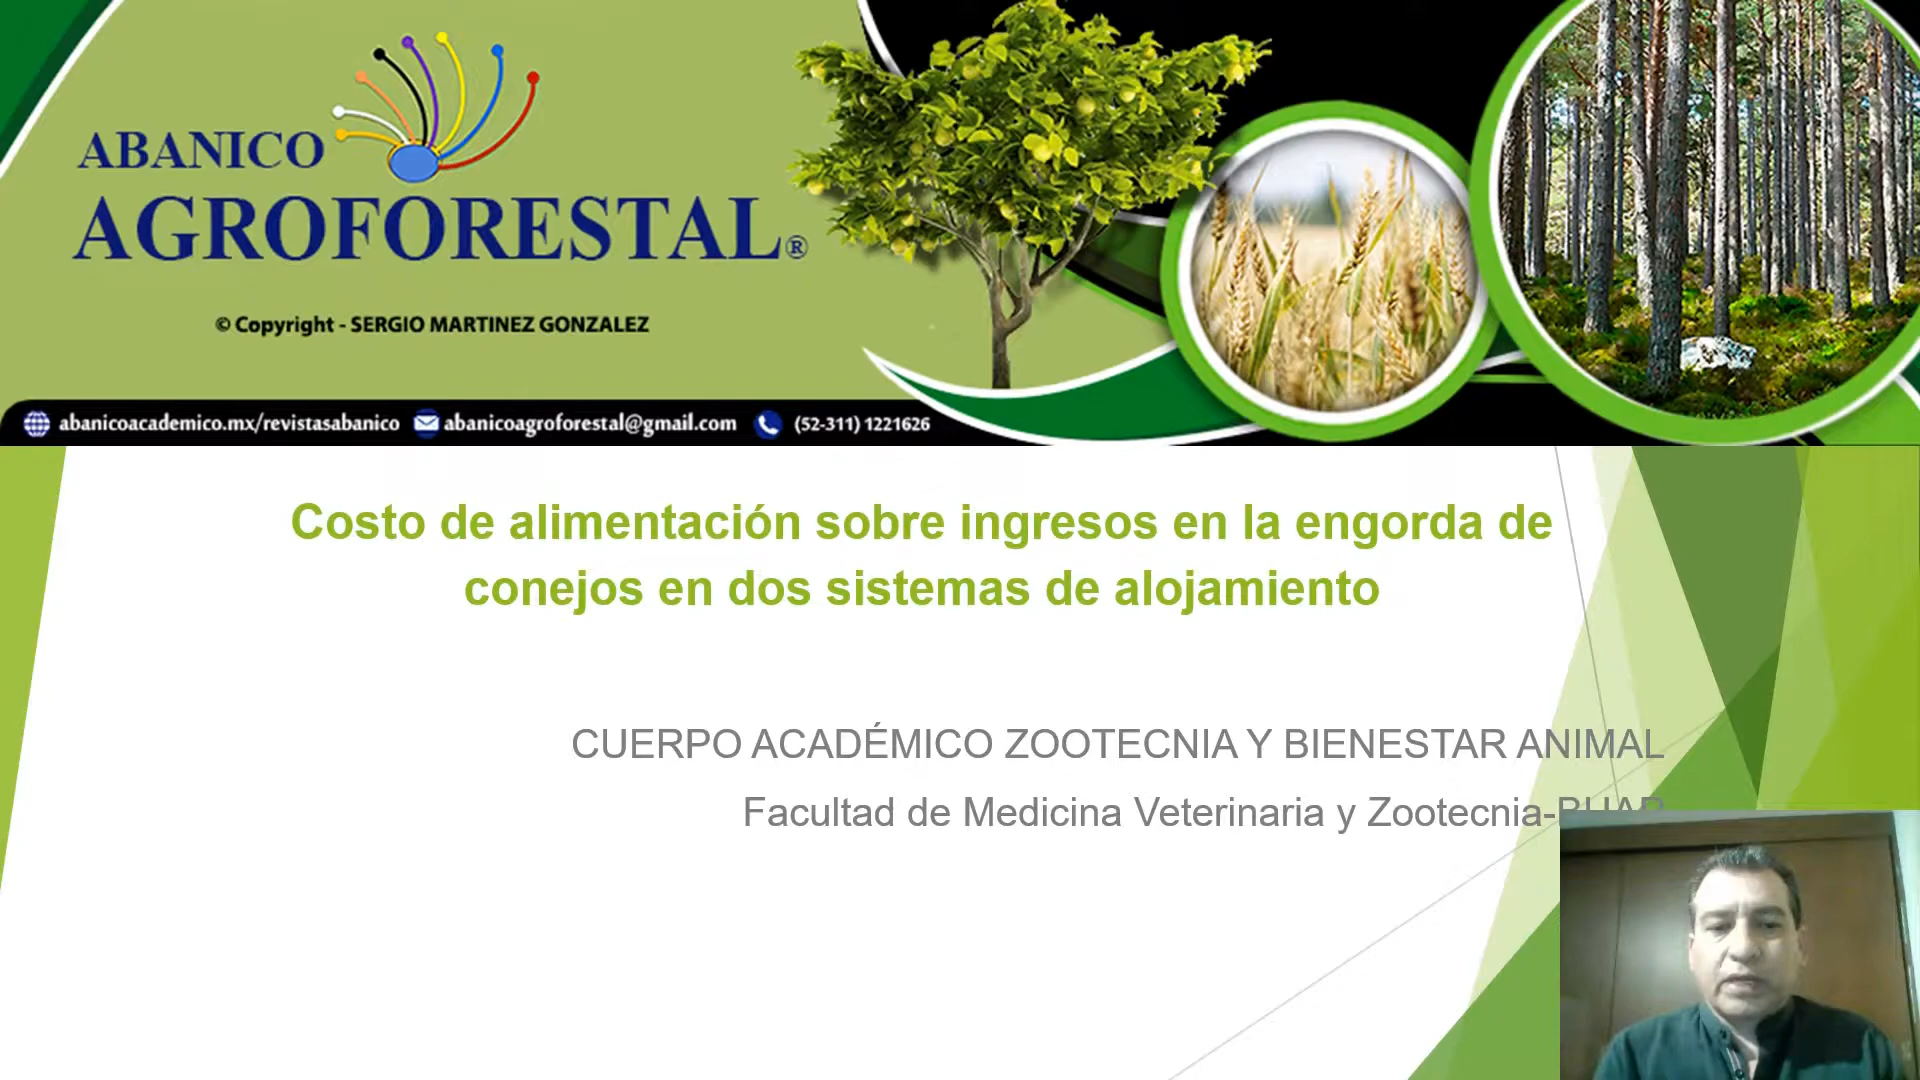 ABANICO
AGROFORESTAL®
© Copyright - SERGIO MARTINEZ GONZALEZ
abanicoacademico.mx/revistasabanico abanicoagroforestal@gmail.com (52-311) 1221626
Costo de alimentación sobre ingresos en la engorda de
conejos en dos sistemas de alojamiento
CUERPO ACADÉMICO ZOOTECNIA Y BIENESTAR ANIMAL
Facultad de Medicina Veterinaria y Zootecnia-